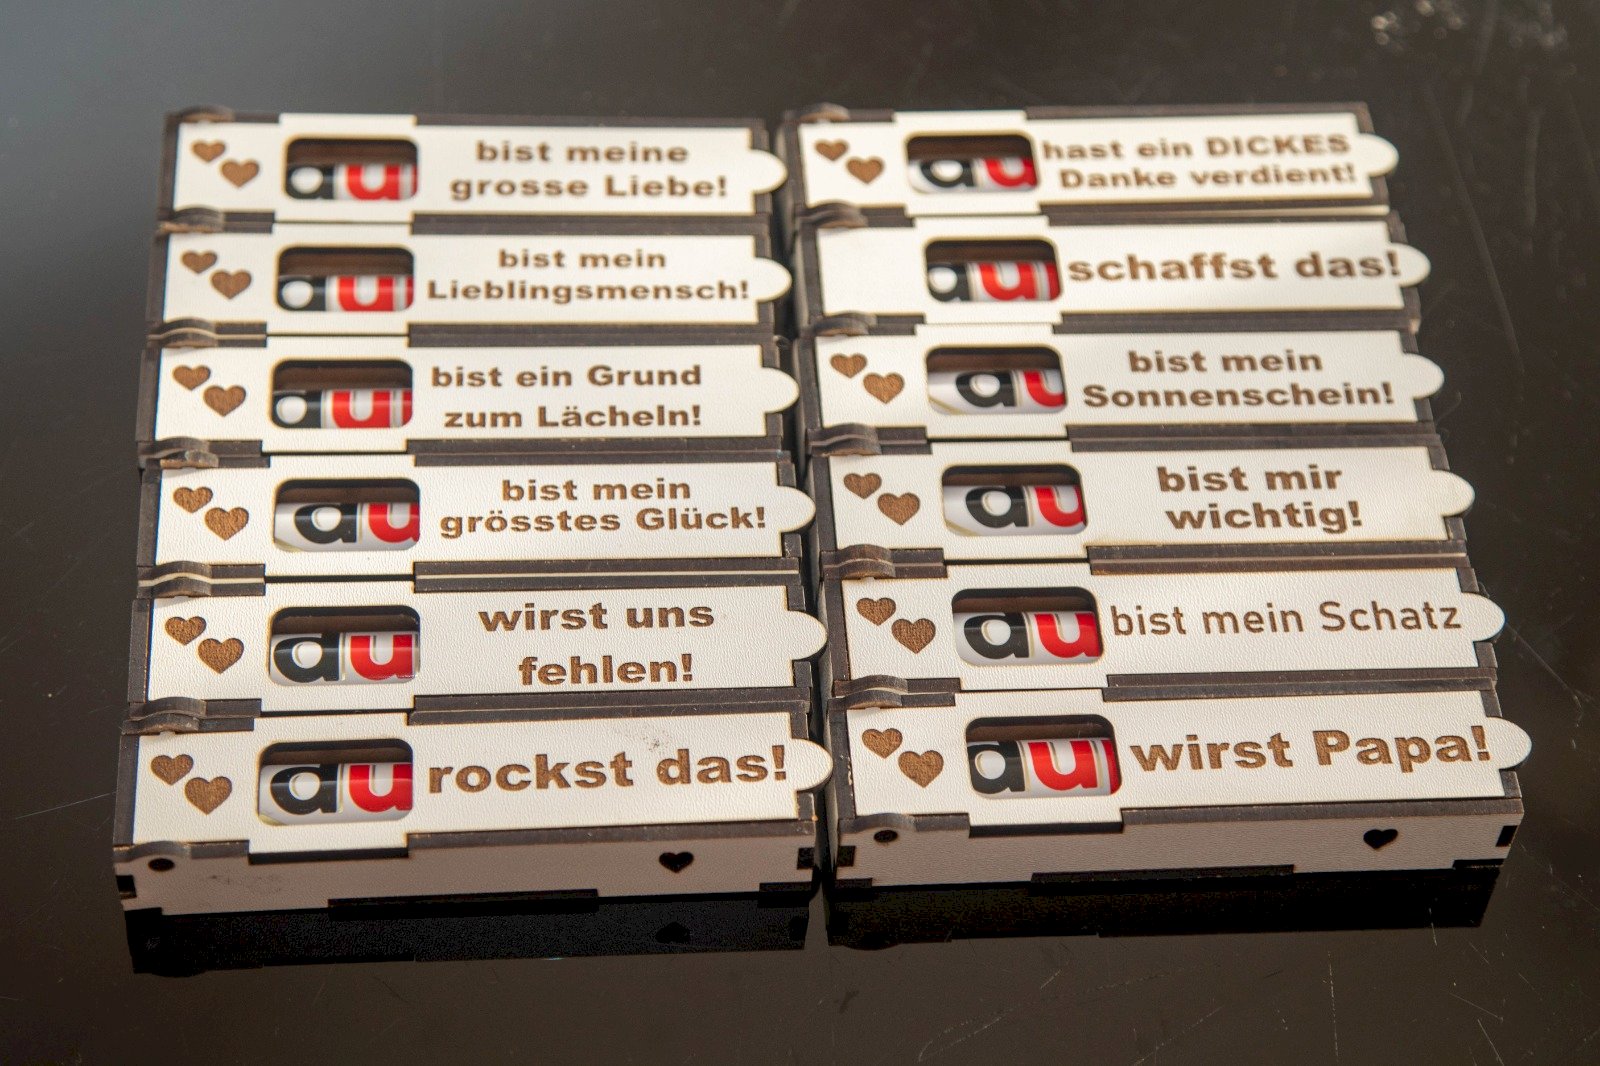 du bist meine
grosse Liebe!
du bist mein
Lieblingsmensch!
du bist ein Grund
zum Lächeln!
du bist mein
grösstes Glück!
du wirst uns
fehlen!
du rockst das!
du hast ein DICKES
Danke verdient!
du schaffst das!
du bist mein
Sonnenschein!
du bist mir
wichtig!
du bist mein Schatz
du wirst Papa!